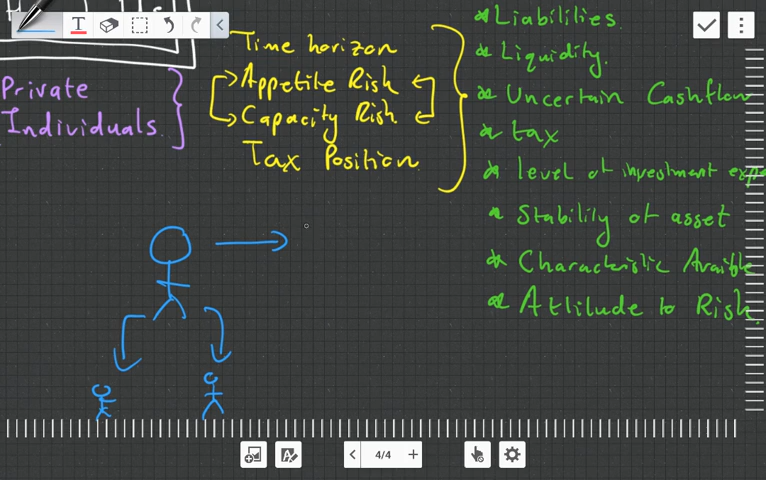 T
Private
Individuals
Time horizon
Appetite Risk
Capacity Risk
Tax Position
Liabilities
Liquidity
Uncertain Cashflow
tax
level of investment
Stability of asset
Characteristic
Attitude to Risk
4/4